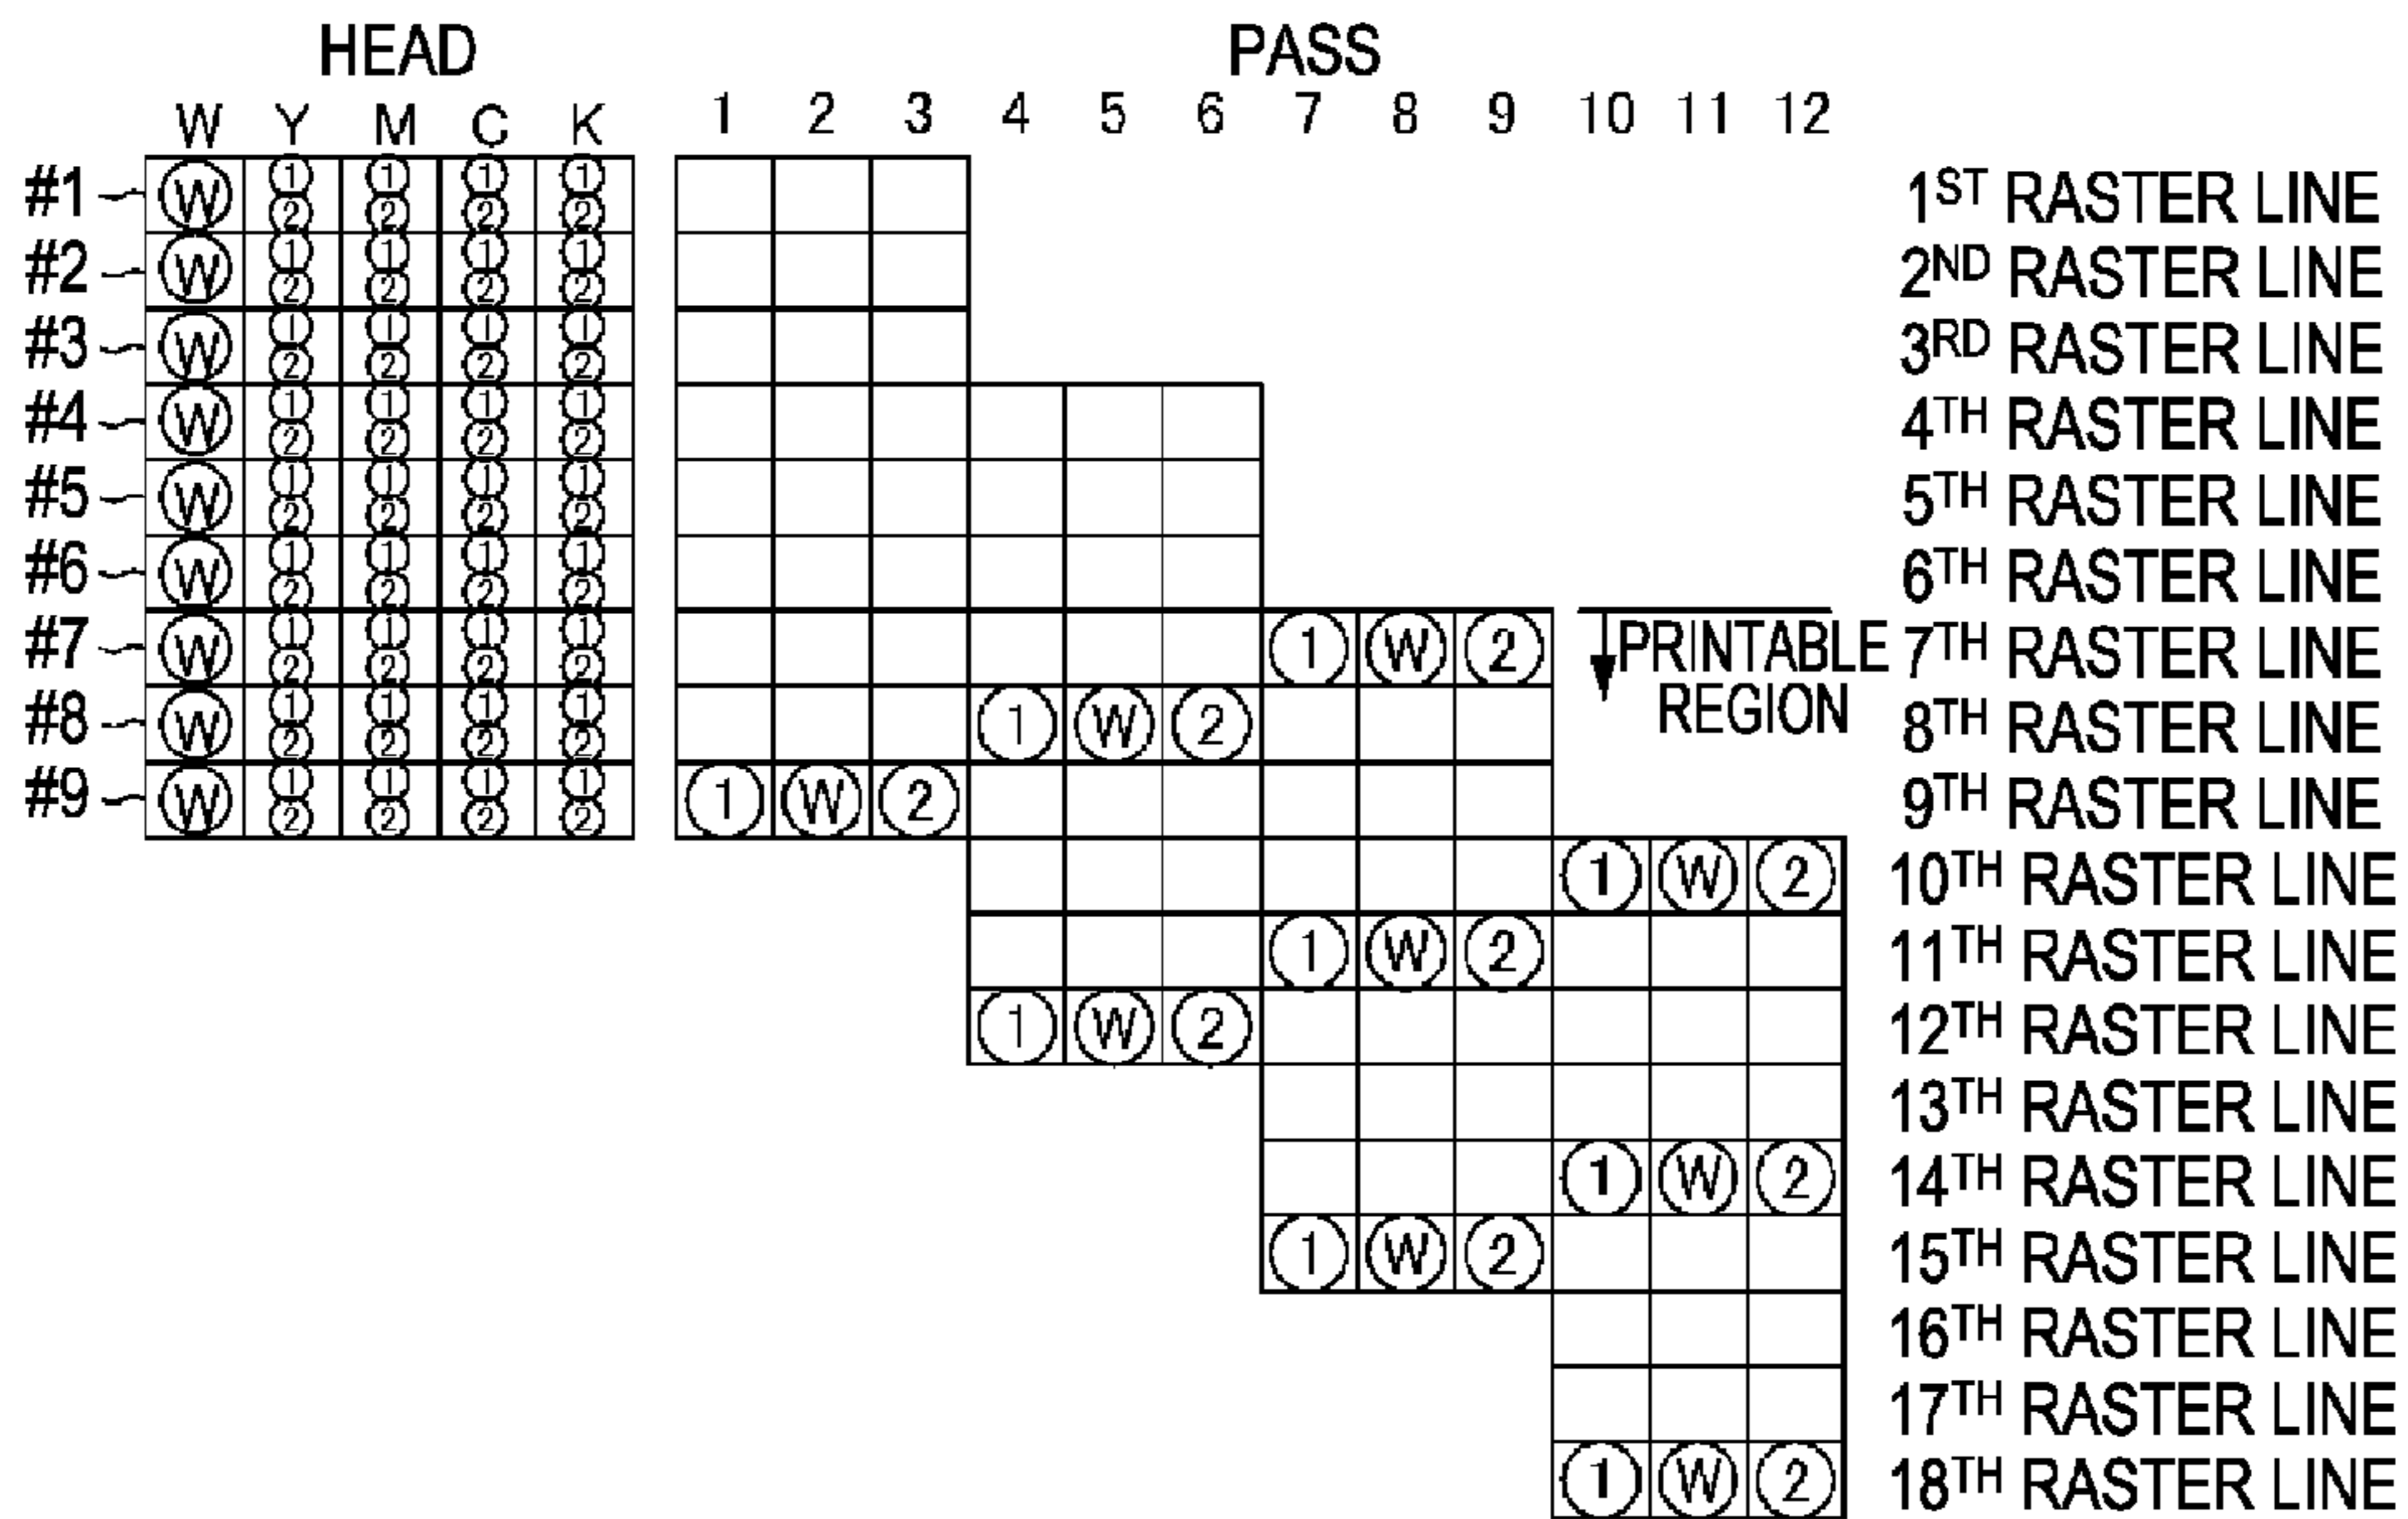 HEAD PASS
W Y M C K 1 2 3 4 5 6 7 8 9 10 11 12
#1 W 1 2 1 2 1 2 1 2 1ST RASTER LINE
#2 W 1 2 1 2 1 2 1 2 2ND RASTER LINE
#3 W 1 2 1 2 1 2 1 2 3RD RASTER LINE
#4 W 1 2 1 2 1 2 1 2 4TH RASTER LINE
#5 W 1 2 1 2 1 2 1 2 5TH RASTER LINE
#6 W 1 2 1 2 1 2 1 2 6TH RASTER LINE
#7 W 1 2 1 2 1 2 1 2 1 W 2 PRINTABLE 7TH RASTER LINE
#8 W 1 2 1 2 1 2 1 2 1 W 2 REGION 8TH RASTER LINE
#9 W 1 2 1 2 1 2 1 2 1 W 2 9TH RASTER LINE
1 W 2 10TH RASTER LINE
1 W 2 11TH RASTER LINE
1 W 2 12TH RASTER LINE
13TH RASTER LINE
1 W 2 14TH RASTER LINE
1 W 2 15TH RASTER LINE
16TH RASTER LINE
17TH RASTER LINE
1 W 2 18TH RASTER LINE